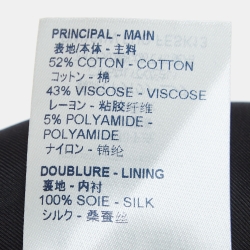 PRINCIPAL - MAIN
表地/本体 - 主料
52% COTON - COTTON
コットン - 棉
43% VISCOSE - VISCOSE
レーヨン - 粘胶纤维
5% POLYAMIDE -
POLYAMIDE
ナイロン - 锦纶
DOUBLURE - LINING
裏地 - 内衬
100% SOIE - SILK
シルク - 桑蚕丝